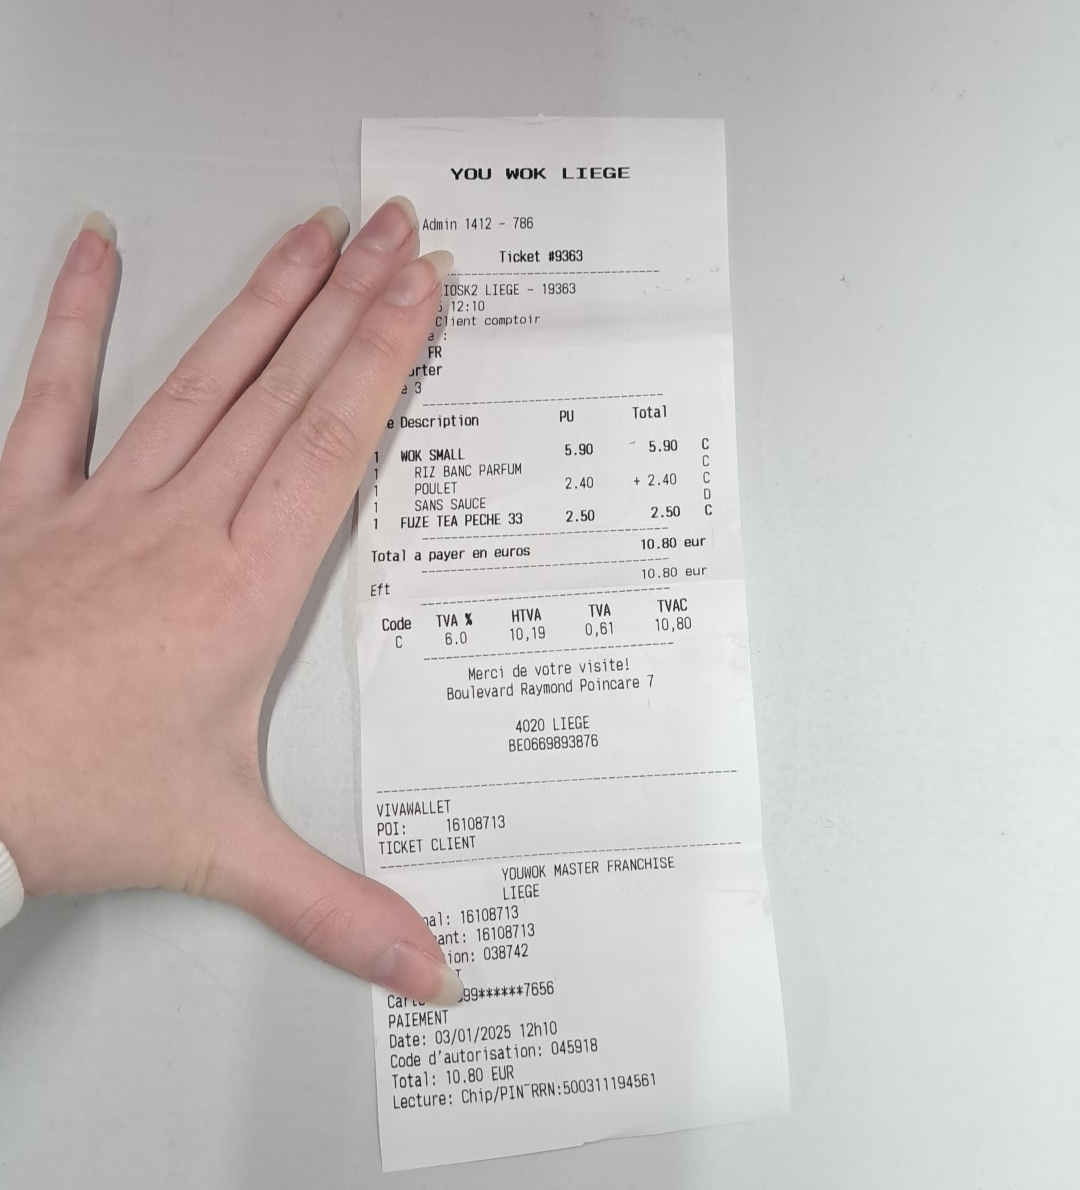 YOU WOK LIEGE
Admin 1412 - 786
Ticket #9363
LIEGE - 19363
12:10
Client comptoir
:
FR
3
Description PU Total
1 WOK SMALL 5.90 5.90 C
1 RIZ BANC PARFUM C
1 POULET 2.40 + 2.40 C
1 SANS SAUCE D
1 FUZE TEA PECHE 33 2.50 2.50 C
Total a payer en euros 10.80 eur
Eft 10.80 eur
Code TVA % HTVA TVA TVAC
C 6.0 10,19 0,61 10,80
Merci de votre visite!
Boulevard Raymond Poincare 7
4020 LIEGE
BE0669893876
VIVAWALLET
POI: 16108713
TICKET CLIENT
YOUWOK MASTER FRANCHISE
LIEGE
16108713
16108713
038742
99******7656
PAIEMENT
Date: 03/01/2025 12h10
Code d'autorisation: 045918
Total: 10.80 EUR
Lecture: Chip/PIN~RRN:500311194561